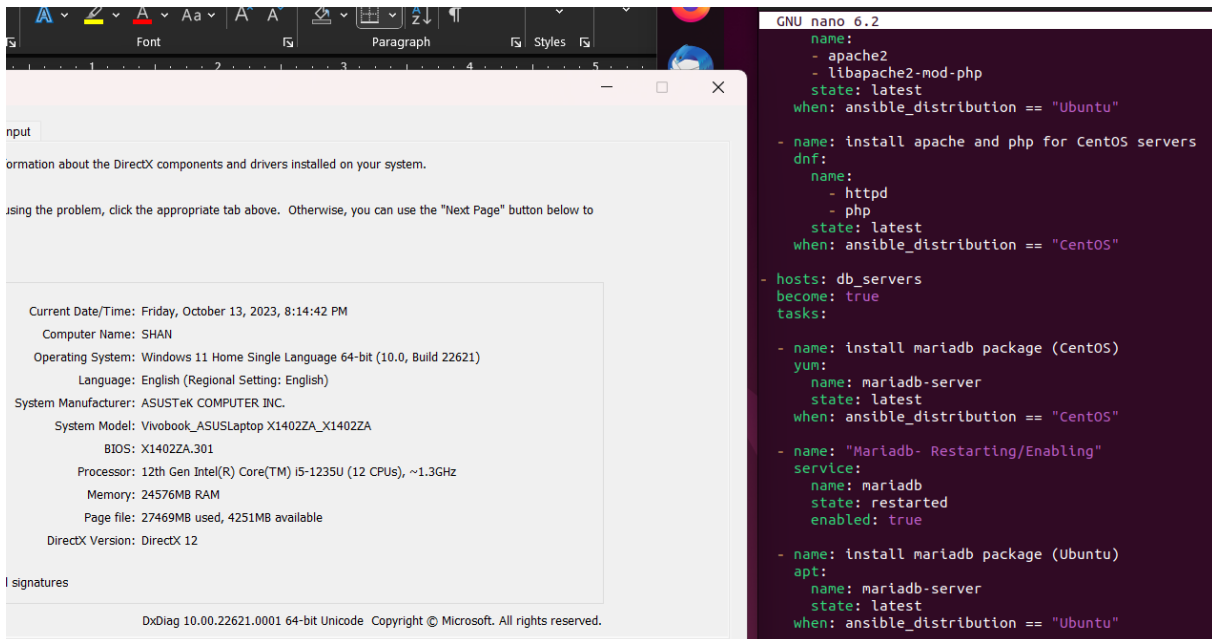 Aa
Font
Paragraph
Styles
1 2 3 4 5
nput
ormation about the DirectX components and drivers installed on your system.
using the problem, click the appropriate tab above.  Otherwise, you can use the "Next Page" button below to
Current Date/Time: Friday, October 13, 2023, 8:14:42 PM
Computer Name: SHAN
Operating System: Windows 11 Home Single Language 64-bit (10.0, Build 22621)
Language: English (Regional Setting: English)
System Manufacturer: ASUSTeK COMPUTER INC.
System Model: Vivobook_ASUSLaptop X1402ZA_X1402ZA
BIOS: X1402ZA.301
Processor: 12th Gen Intel(R) Core(TM) i5-1235U (12 CPUs), ~1.3GHz
Memory: 24576MB RAM
Page file: 27469MB used, 4251MB available
DirectX Version: DirectX 12
signatures
DxDiag 10.00.22621.0001 64-bit Unicode  Copyright © Microsoft. All rights reserved.
GNU nano 6.2
name:
- apache2
- libapache2-mod-php
state: latest
when: ansible_distribution == "Ubuntu"
- name: install apache and php for CentOS servers
dnf:
name:
- httpd
- php
state: latest
when: ansible_distribution == "CentOS"
- hosts: db_servers
become: true
tasks:
- name: install mariadb package (CentOS)
yum:
name: mariadb-server
state: latest
when: ansible_distribution == "CentOS"
- name: "Mariadb- Restarting/Enabling"
service:
name: mariadb
state: restarted
enabled: true
- name: install mariadb package (Ubuntu)
apt:
name: mariadb-server
state: latest
when: ansible_distribution == "Ubuntu"